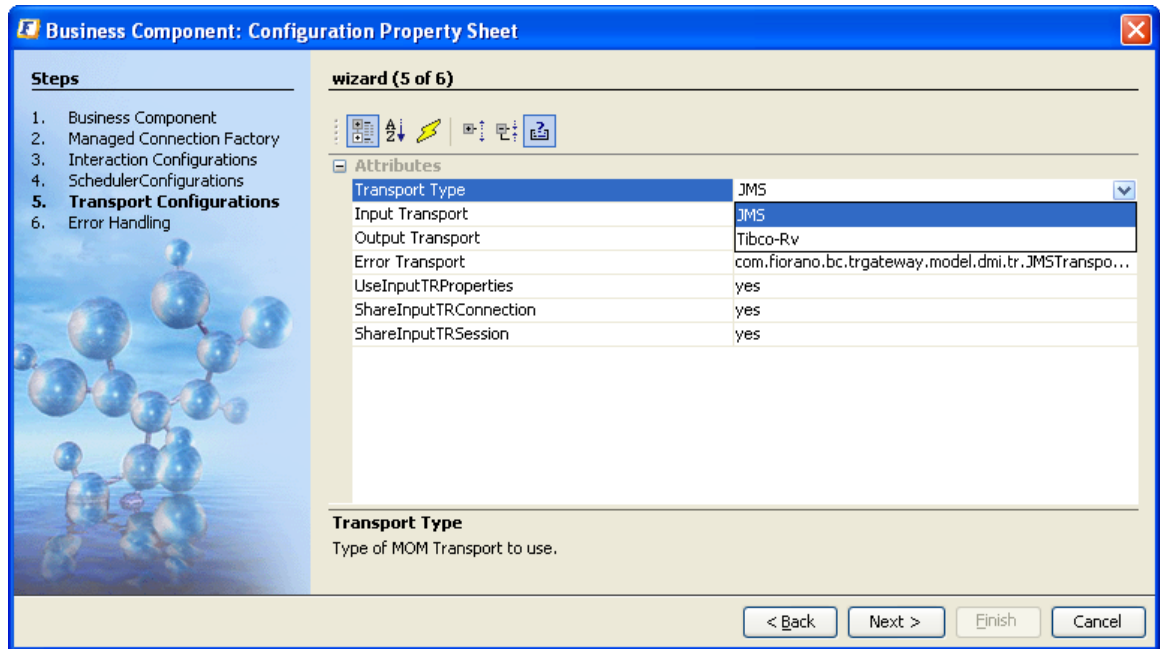 Business Component: Configuration Property Sheet
Steps
1. Business Component
2. Managed Connection Factory
3. Interaction Configurations
4. SchedulerConfigurations
5. Transport Configurations
6. Error Handling
wizard (5 of 6)
Attributes
Transport Type JMS
Input Transport JMS
Output Transport Tibco-Rv
Error Transport com.fiorano.bc.trgateway.model.dmi.tr.JMSTranspo...
UseInputTRProperties yes
ShareInputTRConnection yes
ShareInputTRSession yes
Transport Type
Type of MOM Transport to use.
< Back Next > Finish Cancel